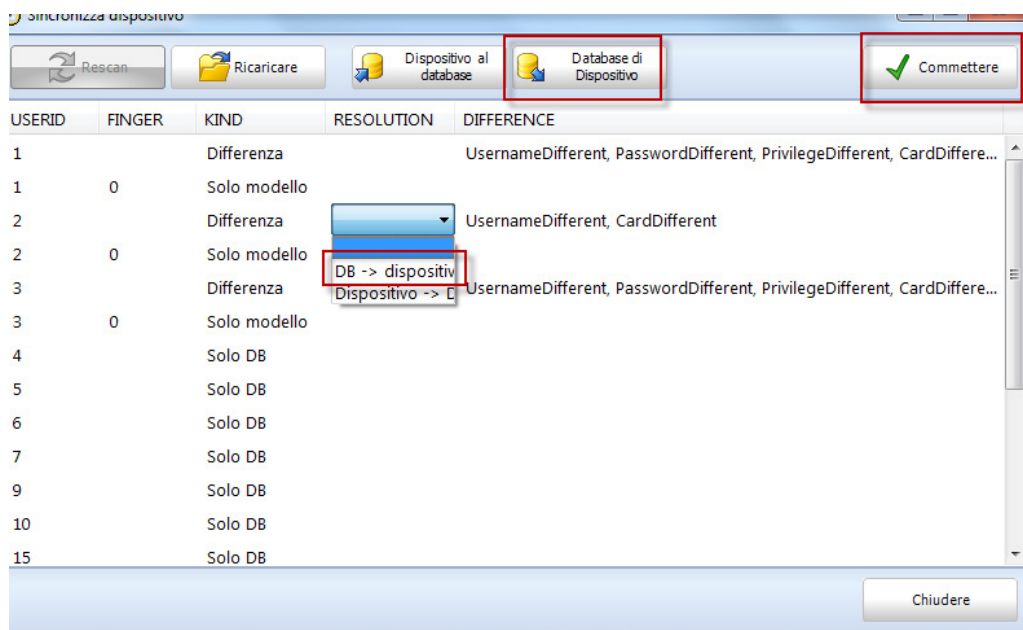 Sincronizza dispositivo
Rescan
Ricaricare
Dispositivo al
database
Database di
Dispositivo
Commettere
USERID FINGER KIND RESOLUTION DIFFERENCE
1 Differenza UsernameDifferent, PasswordDifferent, PrivilegeDifferent, CardDiffere...
1 0 Solo modello
2 Differenza UsernameDifferent, CardDifferent
2 0 Solo modello
DB -> dispositiv
3 Differenza UsernameDifferent, PasswordDifferent, PrivilegeDifferent, CardDiffere...
Dispositivo -> D
3 0 Solo modello
4 Solo DB
5 Solo DB
6 Solo DB
7 Solo DB
9 Solo DB
10 Solo DB
15 Solo DB
Chiudere